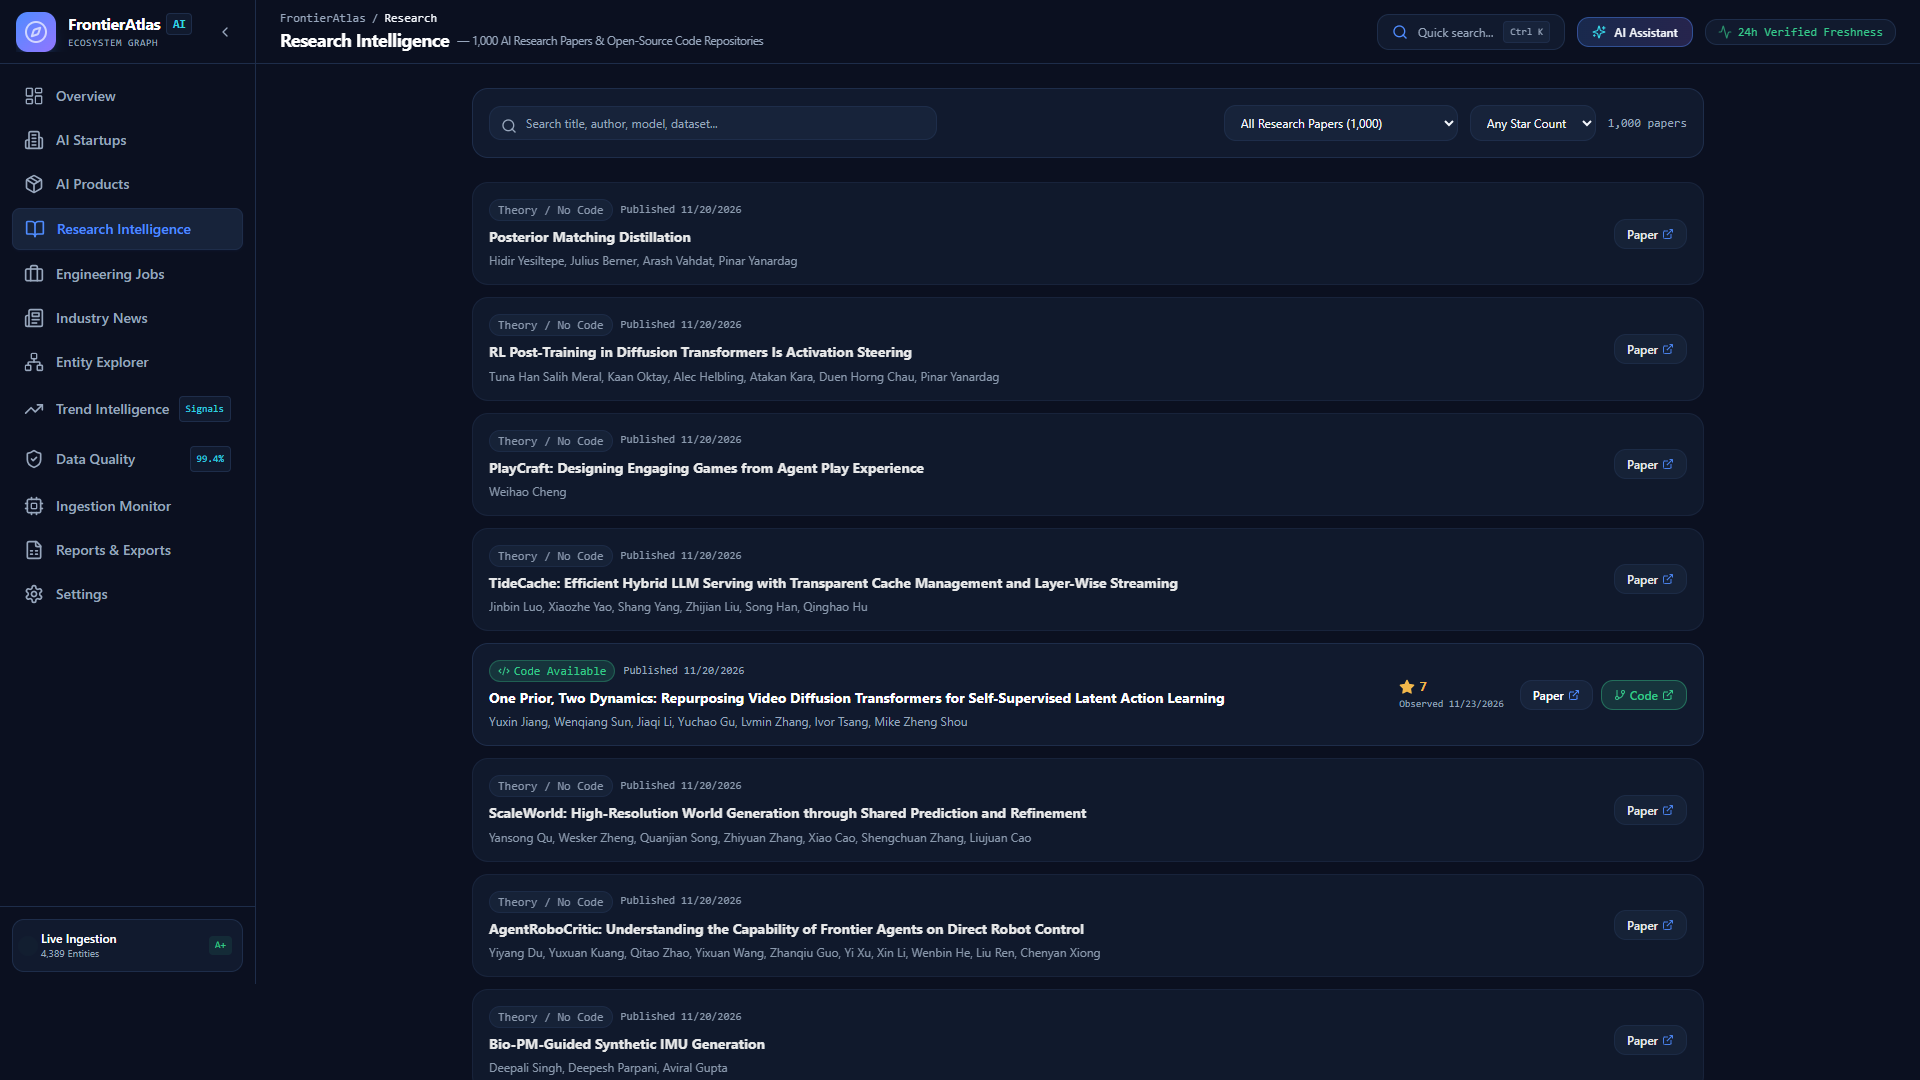 FrontierAtlas AI
ECOSYSTEM GRAPH
Overview
AI Startups
AI Products
Research Intelligence
Engineering Jobs
Industry News
Entity Explorer
Trend Intelligence Signals
Data Quality 99.4%
Ingestion Monitor
Reports & Exports
Settings
Live Ingestion
4,389 Entities
A+
FrontierAtlas / Research
Research Intelligence — 1,000 AI Research Papers & Open-Source Code Repositories
Quick search... Ctrl K
AI Assistant
24h Verified Freshness
Search title, author, model, dataset...
All Research Papers (1,000)
Any Star Count
1,000 papers
Theory / No Code Published 11/20/2026
Posterior Matching Distillation
Hidir Yesiltepe, Julius Berner, Arash Vahdat, Pinar Yanardag
Paper
Theory / No Code Published 11/20/2026
RL Post-Training in Diffusion Transformers Is Activation Steering
Tuna Han Salih Meral, Kaan Oktay, Alec Helbling, Atakan Kara, Duen Horng Chau, Pinar Yanardag
Paper
Theory / No Code Published 11/20/2026
PlayCraft: Designing Engaging Games from Agent Play Experience
Weihao Cheng
Paper
Theory / No Code Published 11/20/2026
TideCache: Efficient Hybrid LLM Serving with Transparent Cache Management and Layer-Wise Streaming
Jinbin Luo, Xiaozhe Yao, Shang Yang, Zhijian Liu, Song Han, Qinghao Hu
Paper
Code Available Published 11/20/2026
One Prior, Two Dynamics: Repurposing Video Diffusion Transformers for Self-Supervised Latent Action Learning
Yuxin Jiang, Wenqiang Sun, Jiaqi Li, Yuchao Gu, Lvmin Zhang, Ivor Tsang, Mike Zheng Shou
7
Observed 11/23/2026
Paper
Code
Theory / No Code Published 11/20/2026
ScaleWorld: High-Resolution World Generation through Shared Prediction and Refinement
Yansong Qu, Wesker Zheng, Quanjian Song, Zhiyuan Zhang, Xiao Cao, Shengchuan Zhang, Liujuan Cao
Paper
Theory / No Code Published 11/20/2026
AgentRoboCritic: Understanding the Capability of Frontier Agents on Direct Robot Control
Yiyang Du, Yuxuan Kuang, Qitao Zhao, Yixuan Wang, Zhanqiu Guo, Yi Xu, Xin Li, Wenbin He, Liu Ren, Chenyan Xiong
Paper
Theory / No Code Published 11/20/2026
Bio-PM-Guided Synthetic IMU Generation
Deepali Singh, Deepesh Parpani, Aviral Gupta
Paper